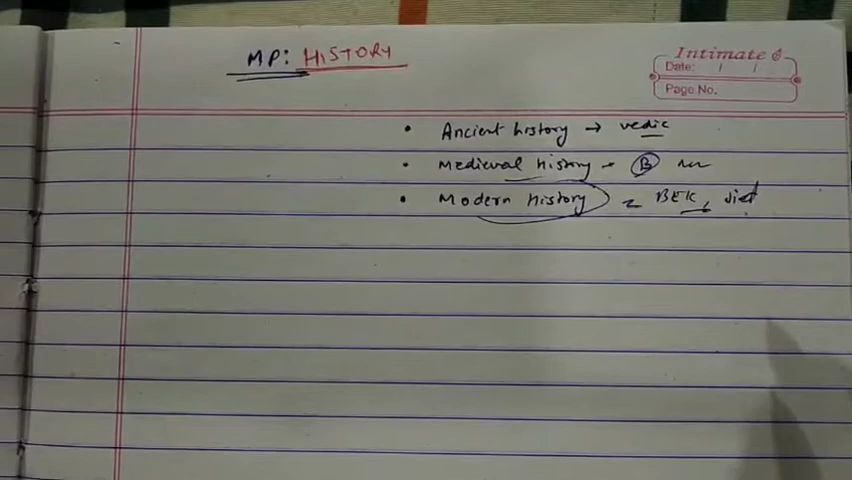 MP: HISTORY
Intimate
Date: / /
Page No.
• Ancient history → vedic
• Medieval history - B
• Modern history BEK,